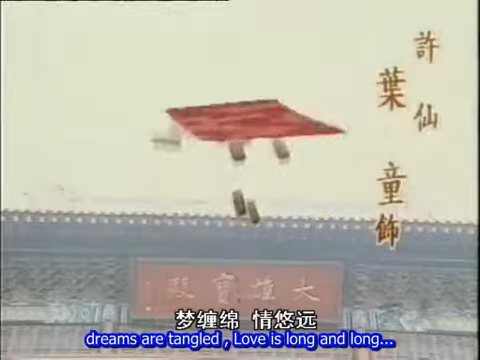 許仙
葉童飾
大雄寳殿
梦缠绵 情悠远
dreams are tangled , Love is long and long...